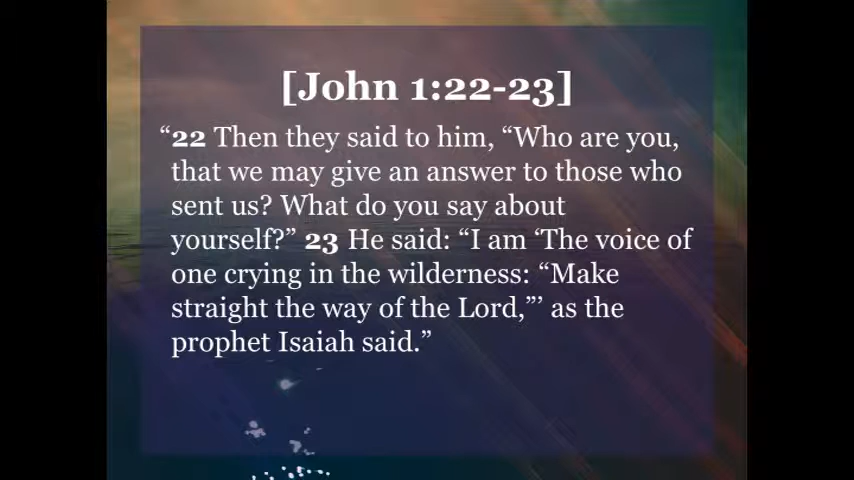 [John 1:22-23]
“22 Then they said to him, “Who are you,
that we may give an answer to those who
sent us? What do you say about
yourself?” 23 He said: “I am ‘The voice of
one crying in the wilderness: “Make
straight the way of the Lord,”’ as the
prophet Isaiah said.”